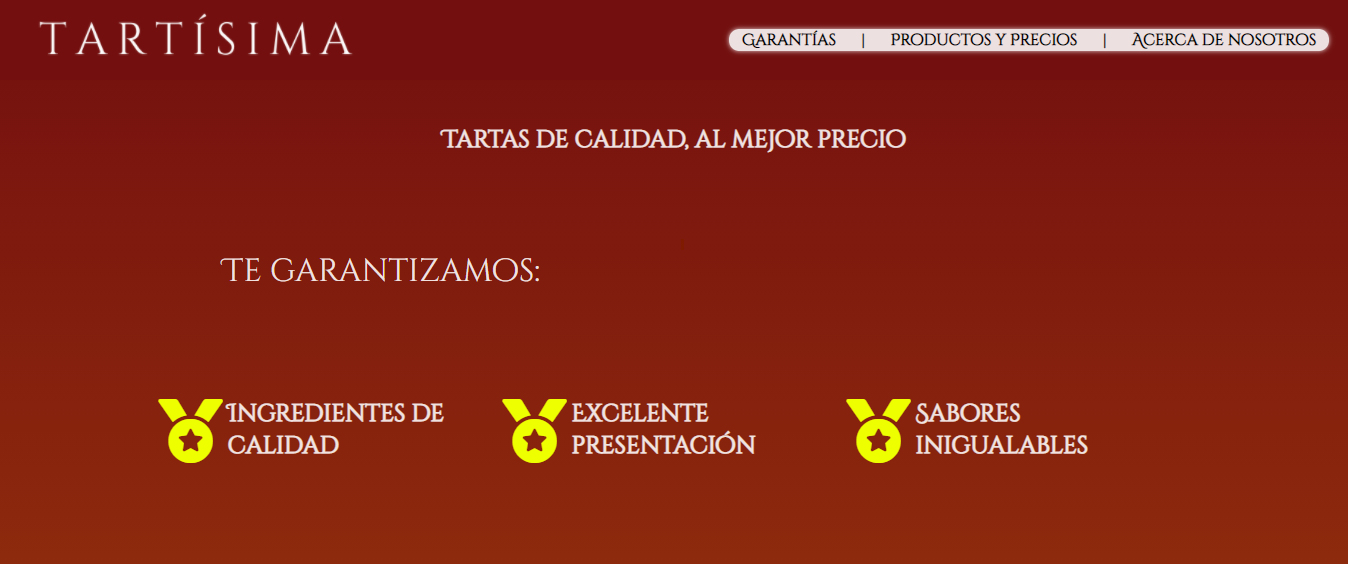 TARTÍSIMA
Garantías | Productos y Precios | Acerca de nosotros
Tartas de calidad, al mejor precio
Te garantizamos:
Ingredientes de
calidad
Excelente
presentación
Sabores
inigualables